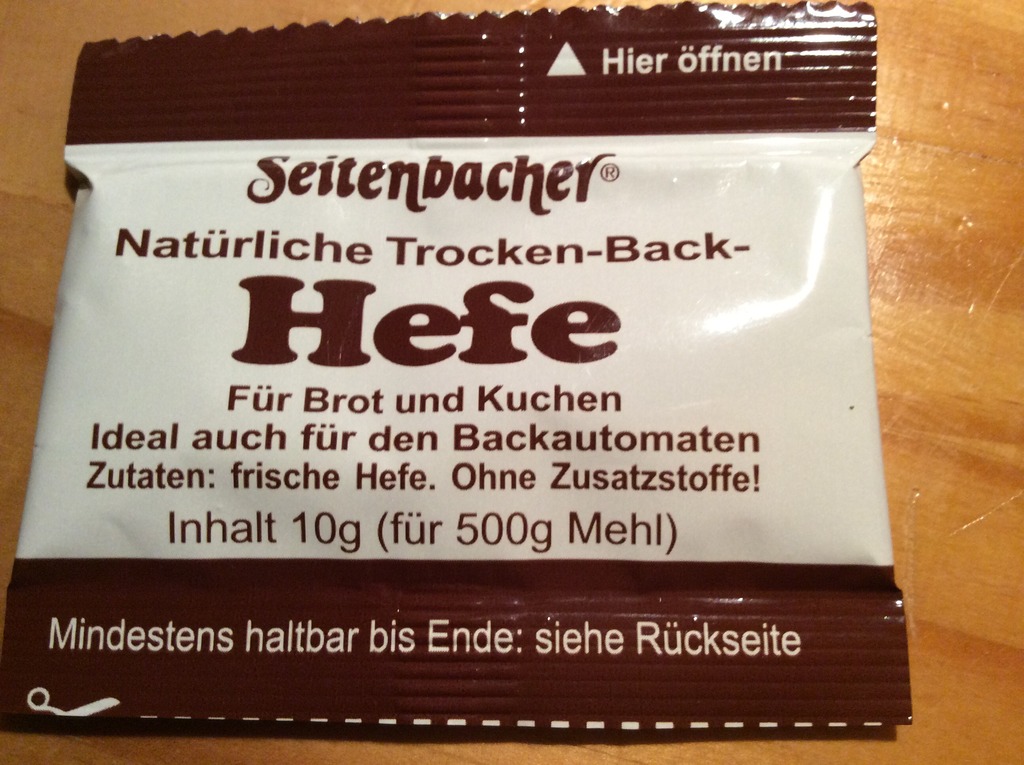 Hier öffnen
Seitenbacher®
Natürliche Trocken-Back-
Hefe
Für Brot und Kuchen
Ideal auch für den Backautomaten
Zutaten: frische Hefe. Ohne Zusatzstoffe!
Inhalt 10g (für 500g Mehl)
Mindestens haltbar bis Ende: siehe Rückseite